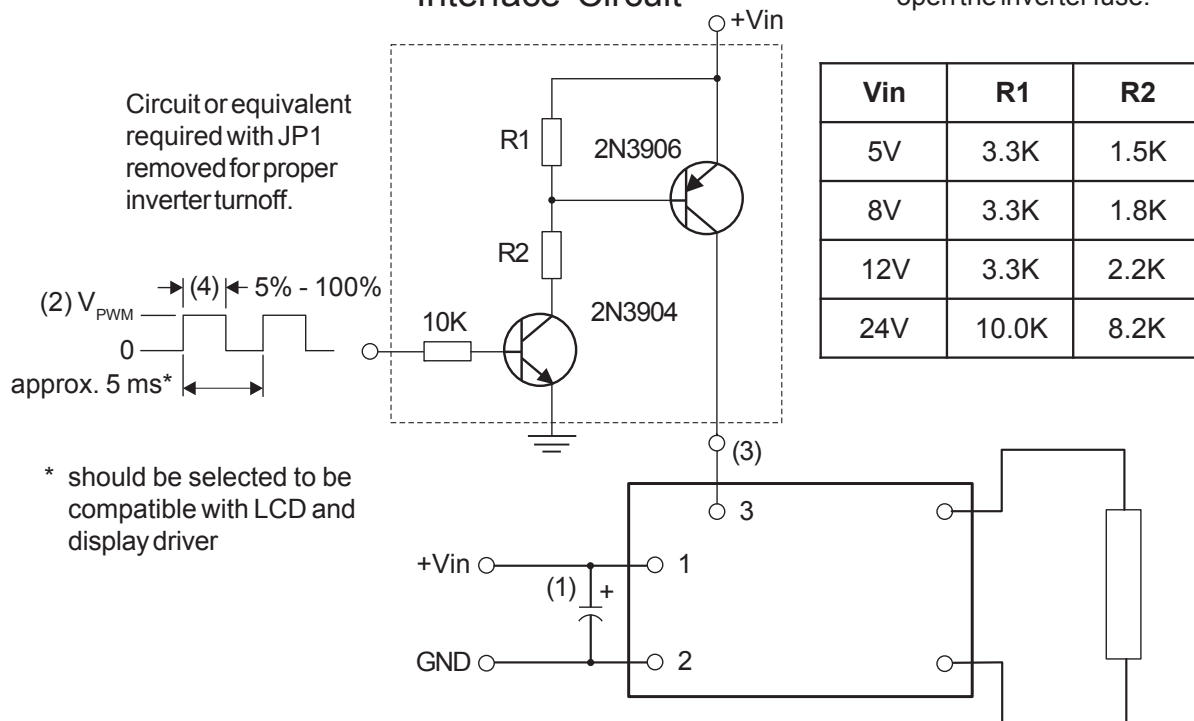 Interface Circuit
open the inverter fuse.
+Vin
Circuit or equivalent
required with JP1
removed for proper
inverter turnoff.
R1
2N3906
R2
2N3904
10K
(2) VPWM
(4)
5% - 100%
0
approx. 5 ms*
* should be selected to be
compatible with LCD and
display driver
Vin R1 R2
5V 3.3K 1.5K
8V 3.3K 1.8K
12V 3.3K 2.2K
24V 10.0K 8.2K
(3)
3
+Vin
1
(1) +
GND
2